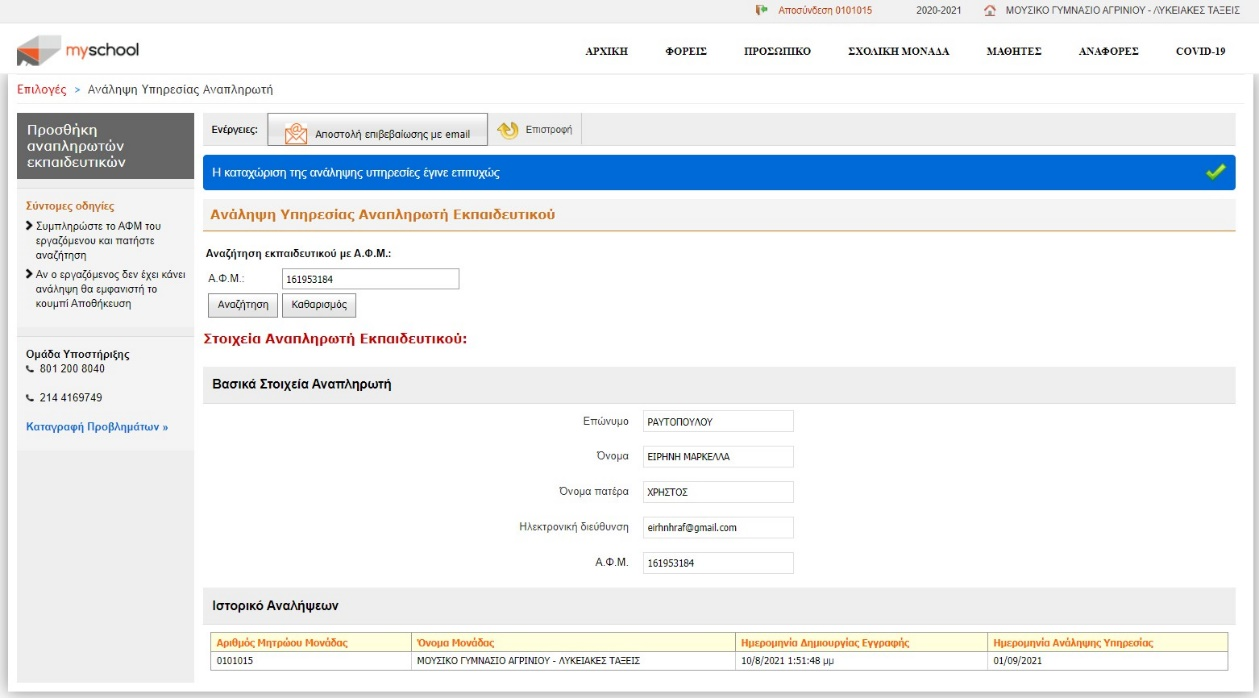 Αποσύνδεση 0101015 2020-2021 ΜΟΥΣΙΚΟ ΓΥΜΝΑΣΙΟ ΑΓΡΙΝΙΟΥ - ΛΥΚΕΙΑΚΕΣ ΤΑΞΕΙΣ
myschool ΑΡΧΙΚΗ ΦΟΡΕΙΣ ΠΡΟΣΩΠΙΚΟ ΣΧΟΛΙΚΗ ΜΟΝΑΔΑ ΜΑΘΗΤΕΣ ΑΝΑΦΟΡΕΣ COVID-19
Επιλογές > Ανάληψη Υπηρεσίας Αναπληρωτή
Προσθήκη
αναπληρωτών
εκπαιδευτικών
Σύντομες οδηγίες
Συμπληρώστε το ΑΦΜ του
εργαζόμενου και πατήστε
αναζήτηση
Αν ο εργαζόμενος δεν έχει κάνει
ανάληψη θα εμφανιστή το
κουμπί Αποθήκευση
Ομάδα Υποστήριξης
801 200 8040
214 4169749
Καταγραφή Προβλημάτων »
Ενέργειες: Αποστολή επιβεβαίωσης με email Επιστροφή
Η καταχώριση της ανάληψης υπηρεσίες έγινε επιτυχώς
Ανάληψη Υπηρεσίας Αναπληρωτή Εκπαιδευτικού
Αναζήτηση εκπαιδευτικού με Α.Φ.Μ.:
Α.Φ.Μ.: 161953184
Αναζήτηση Καθαρισμός
Στοιχεία Αναπληρωτή Εκπαιδευτικού:
Βασικά Στοιχεία Αναπληρωτή
Επώνυμο ΡΑΥΤΟΠΟΥΛΟΥ
Όνομα ΕΙΡΗΝΗ ΜΑΡΚΕΛΛΑ
Όνομα πατέρα ΧΡΗΣΤΟΣ
Ηλεκτρονική διεύθυνση eirhnhraf@gmail.com
Α.Φ.Μ. 161953184
Ιστορικό Αναλήψεων
Αριθμός Μητρώου Μονάδας Όνομα Μονάδας Ημερομηνία Δημιουργίας Εγγραφής Ημερομηνία Ανάληψης Υπηρεσίας
0101015 ΜΟΥΣΙΚΟ ΓΥΜΝΑΣΙΟ ΑΓΡΙΝΙΟΥ - ΛΥΚΕΙΑΚΕΣ ΤΑΞΕΙΣ 10/8/2021 1:51:48 μμ 01/09/2021